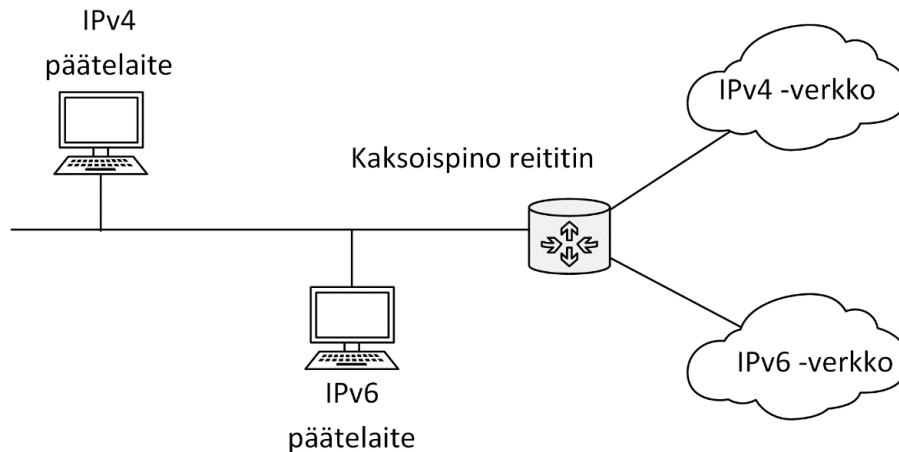 IPv4
päätelaite
IPv4 -verkko
Kaksoispino reititin
IPv6 -verkko
IPv6
päätelaite